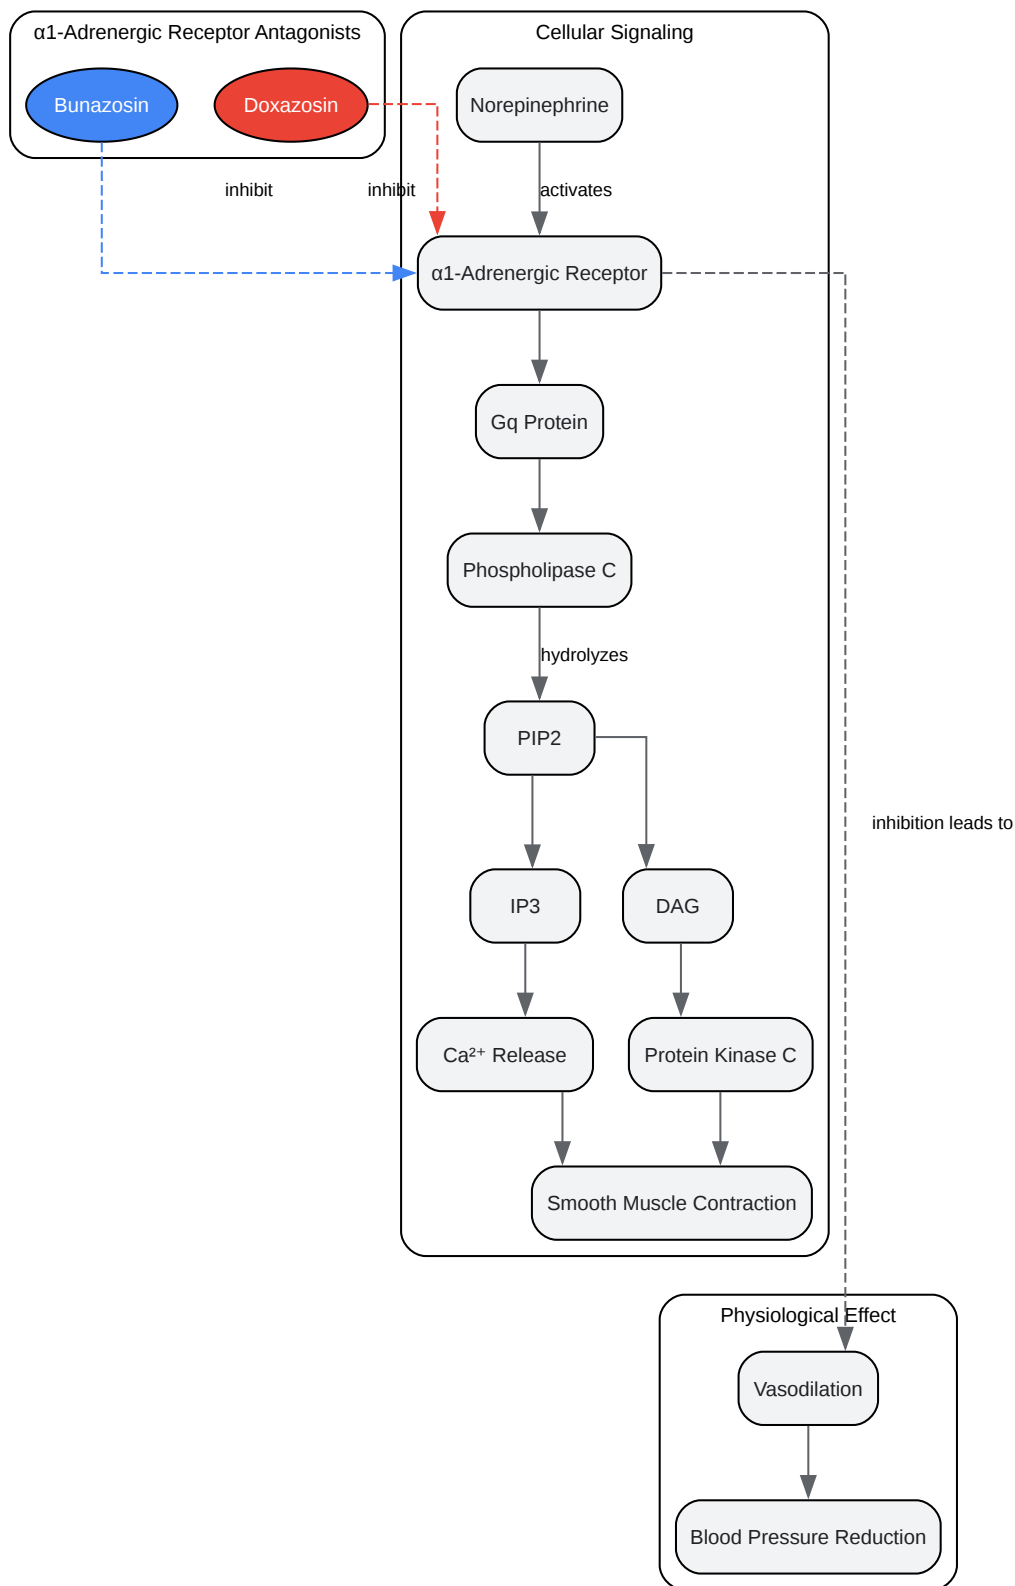 α1-Adrenergic Receptor Antagonists
Cellular Signaling
Bunazosin
Doxazosin
Norepinephrine
inhibit
inhibit
activates
α1-Adrenergic Receptor
Gq Protein
Phospholipase C
hydrolyzes
PIP2
inhibition leads to
IP3
DAG
Ca²⁺ Release
Protein Kinase C
Smooth Muscle Contraction
Physiological Effect
Vasodilation
Blood Pressure Reduction